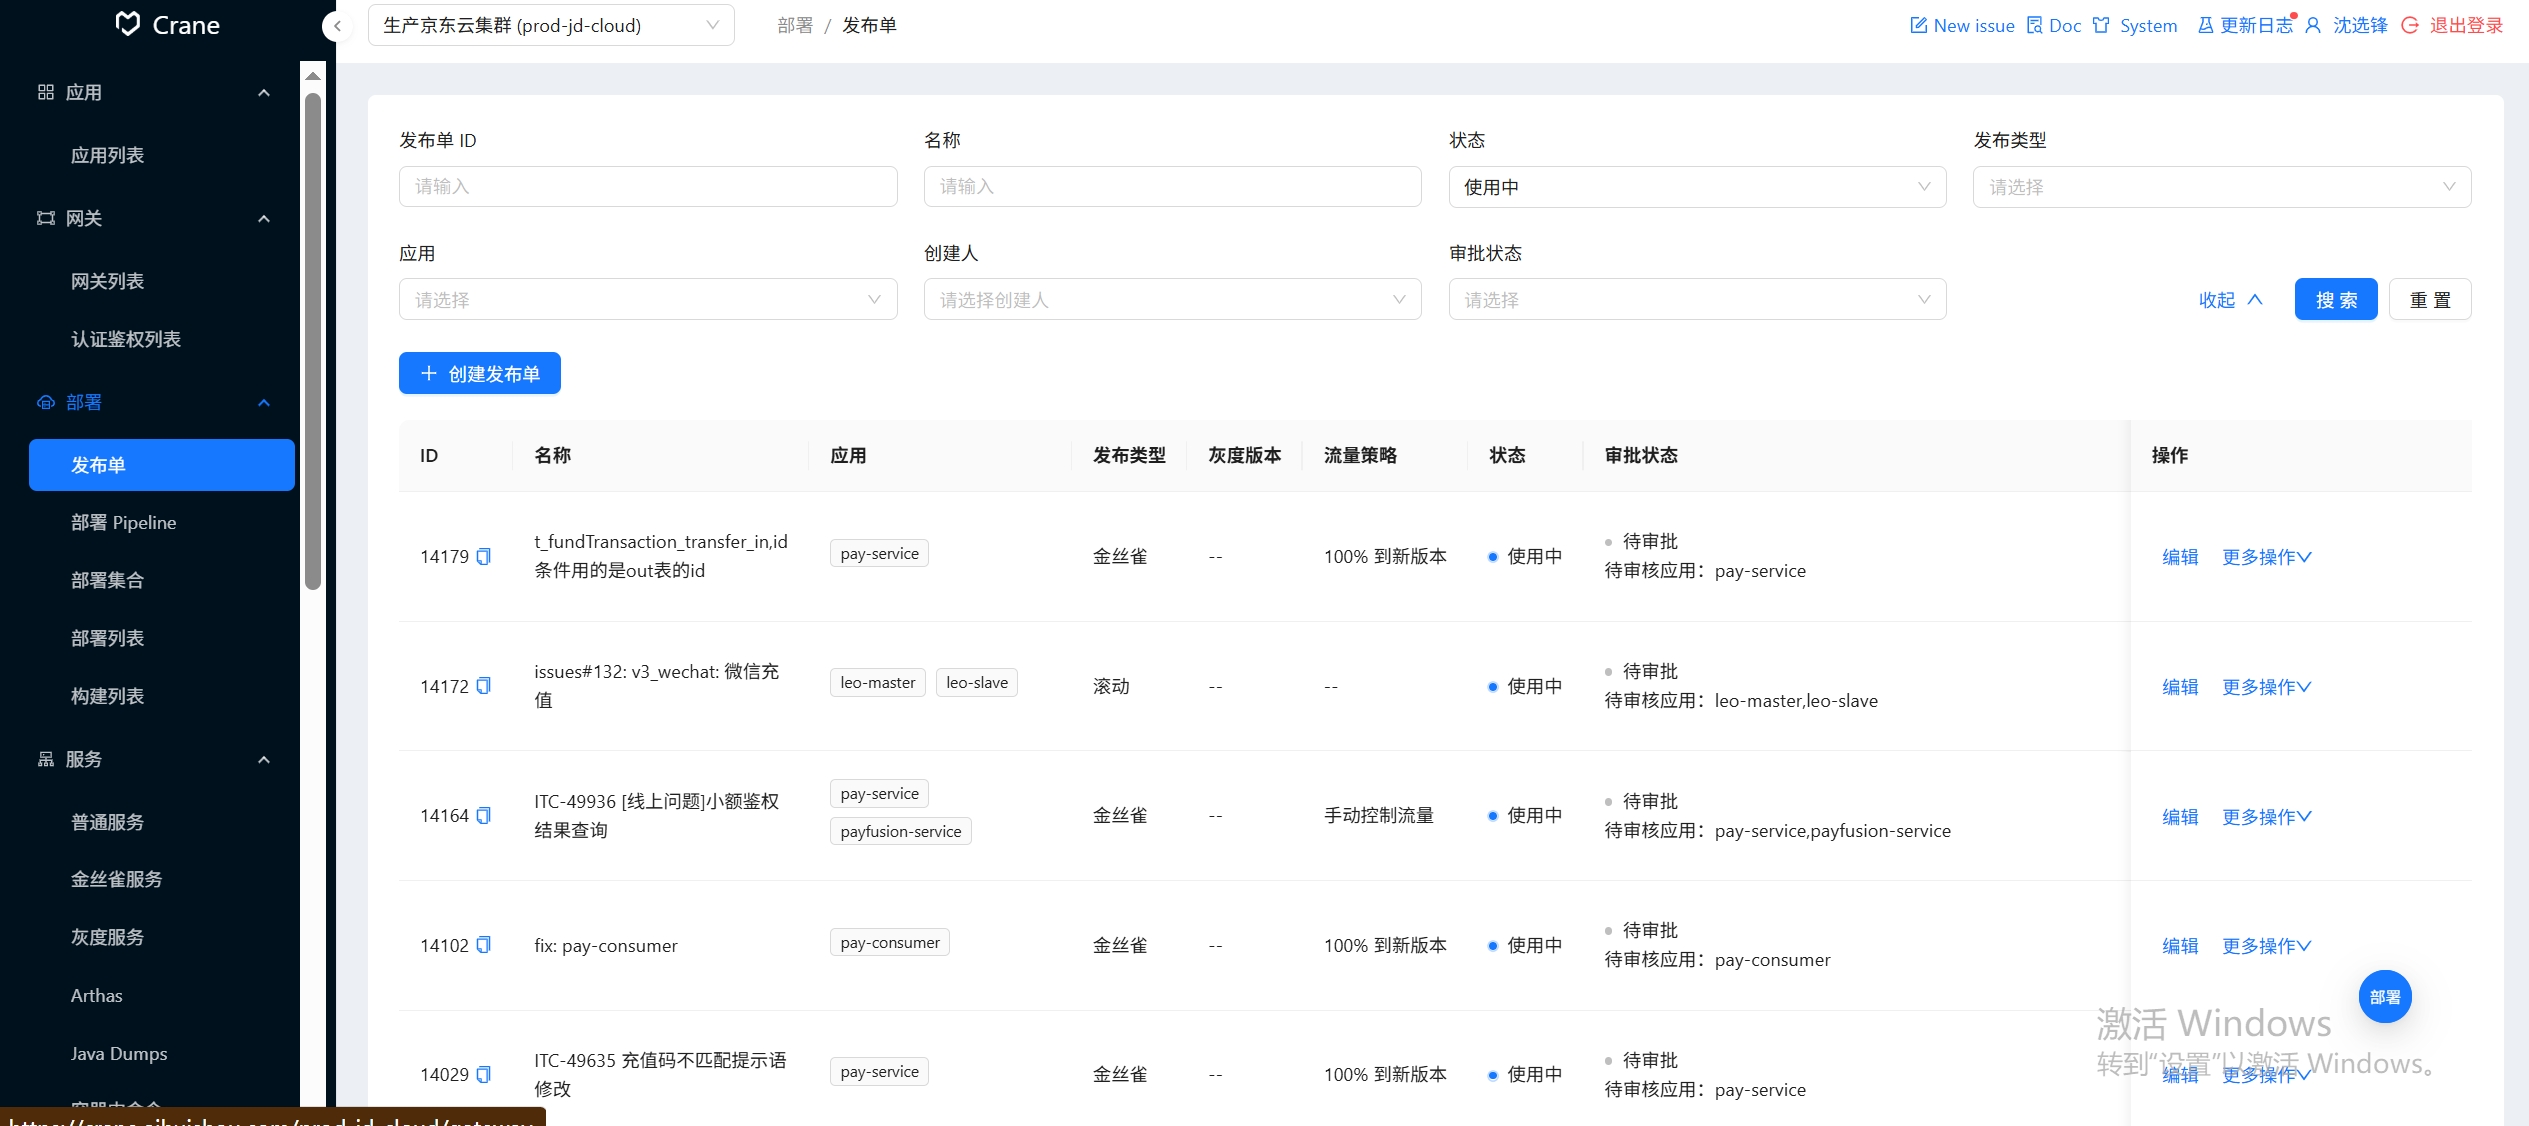 Crane
生产京东云集群 (prod-jd-cloud)
部署 / 发布单
New issue Doc System 更新日志 沈选锋 退出登录
应用
应用列表
网关
网关列表
认证鉴权列表
部署
发布单
部署 Pipeline
部署集合
部署列表
构建列表
服务
普通服务
金丝雀服务
灰度服务
Arthas
Java Dumps
发布单 ID 名称 状态 发布类型
请输入 请输入 使用中 请选择
应用 创建人 审批状态
请选择 请选择创建人 请选择 收起 搜 索 重 置
创建发布单
ID 名称 应用 发布类型 灰度版本 流量策略 状态 审批状态 操作
14179 t_fundTransaction_transfer_in,id条件用的是out表的id pay-service 金丝雀 -- 100% 到新版本 使用中 待审批 待审核应用：pay-service 编辑 更多操作
14172 issues#132: v3_wechat: 微信充值 leo-master leo-slave 滚动 -- -- 使用中 待审批 待审核应用：leo-master,leo-slave 编辑 更多操作
14164 ITC-49936 [线上问题]小额鉴权结果查询 pay-service payfusion-service 金丝雀 -- 手动控制流量 使用中 待审批 待审核应用：pay-service,payfusion-service 编辑 更多操作
14102 fix: pay-consumer pay-consumer 金丝雀 -- 100% 到新版本 使用中 待审批 待审核应用：pay-consumer 编辑 更多操作
14029 ITC-49635 充值码不匹配提示语修改 pay-service 金丝雀 -- 100% 到新版本 使用中 待审批 待审核应用：pay-service 编辑 更多操作
部署
激活 Windows
转到“设置”以激活 Windows。